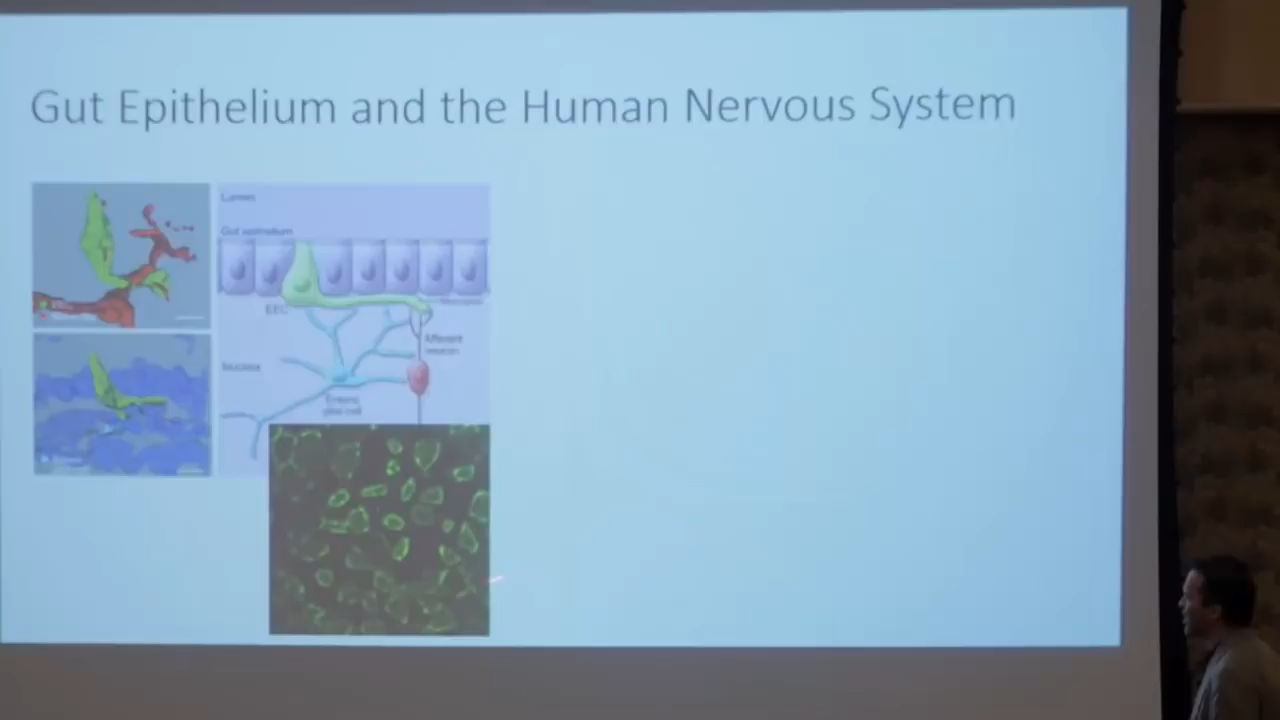 Gut Epithelium and the Human Nervous System
Lumen
Gut epithelium
EEC
Afferent
neuron
Mucosa
Enteric
glial cell